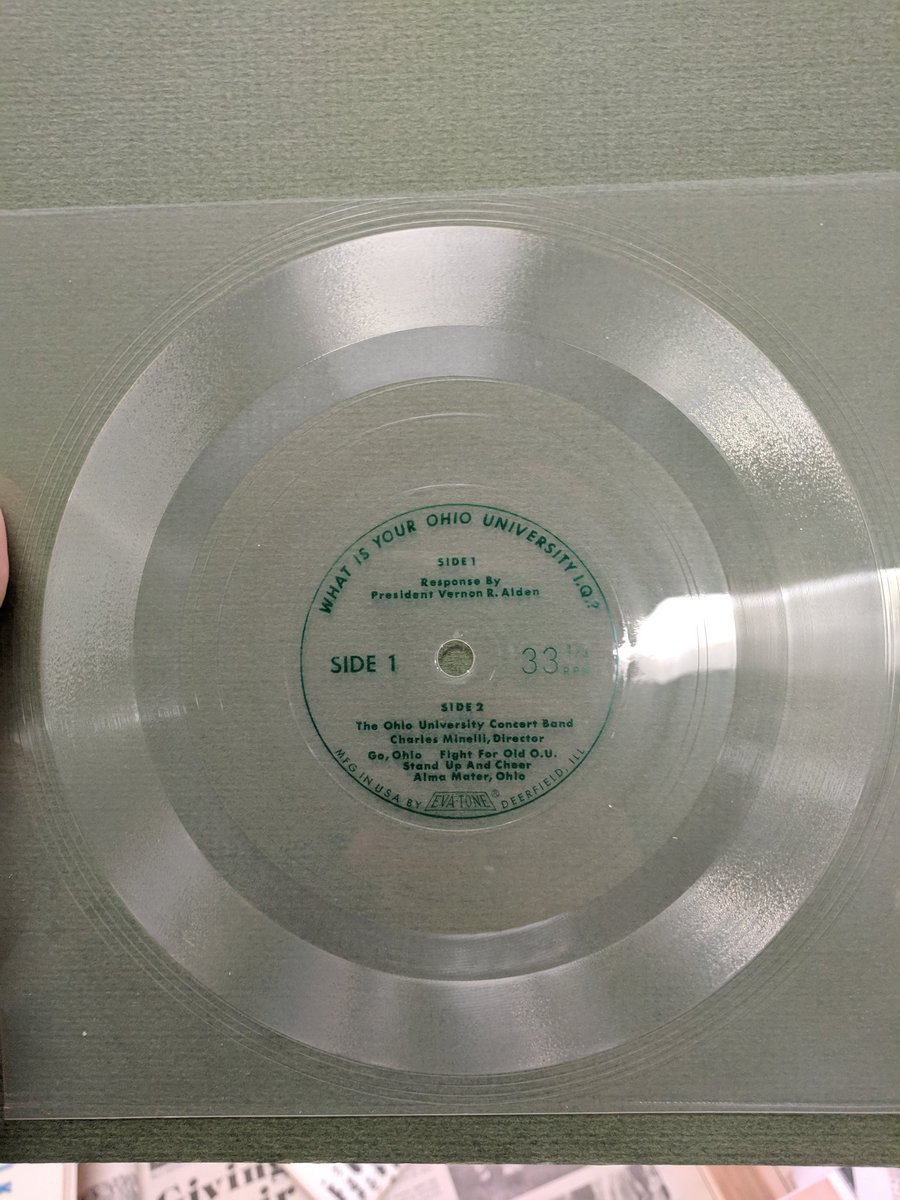 WHAT IS YOUR OHIO UNIVERSITY I.Q.?
SIDE 1
Response By
President Vernon R. Alden
SIDE 1
33 1/3
RPM
SIDE 2
The Ohio University Concert Band
Charles Minelli, Director
Go, Ohio Fight For Old O.U.
Stand Up And Cheer
Alma Mater, Ohio
MFG IN USA BY EVA-TONE® DEERFIELD, ILL
Giving